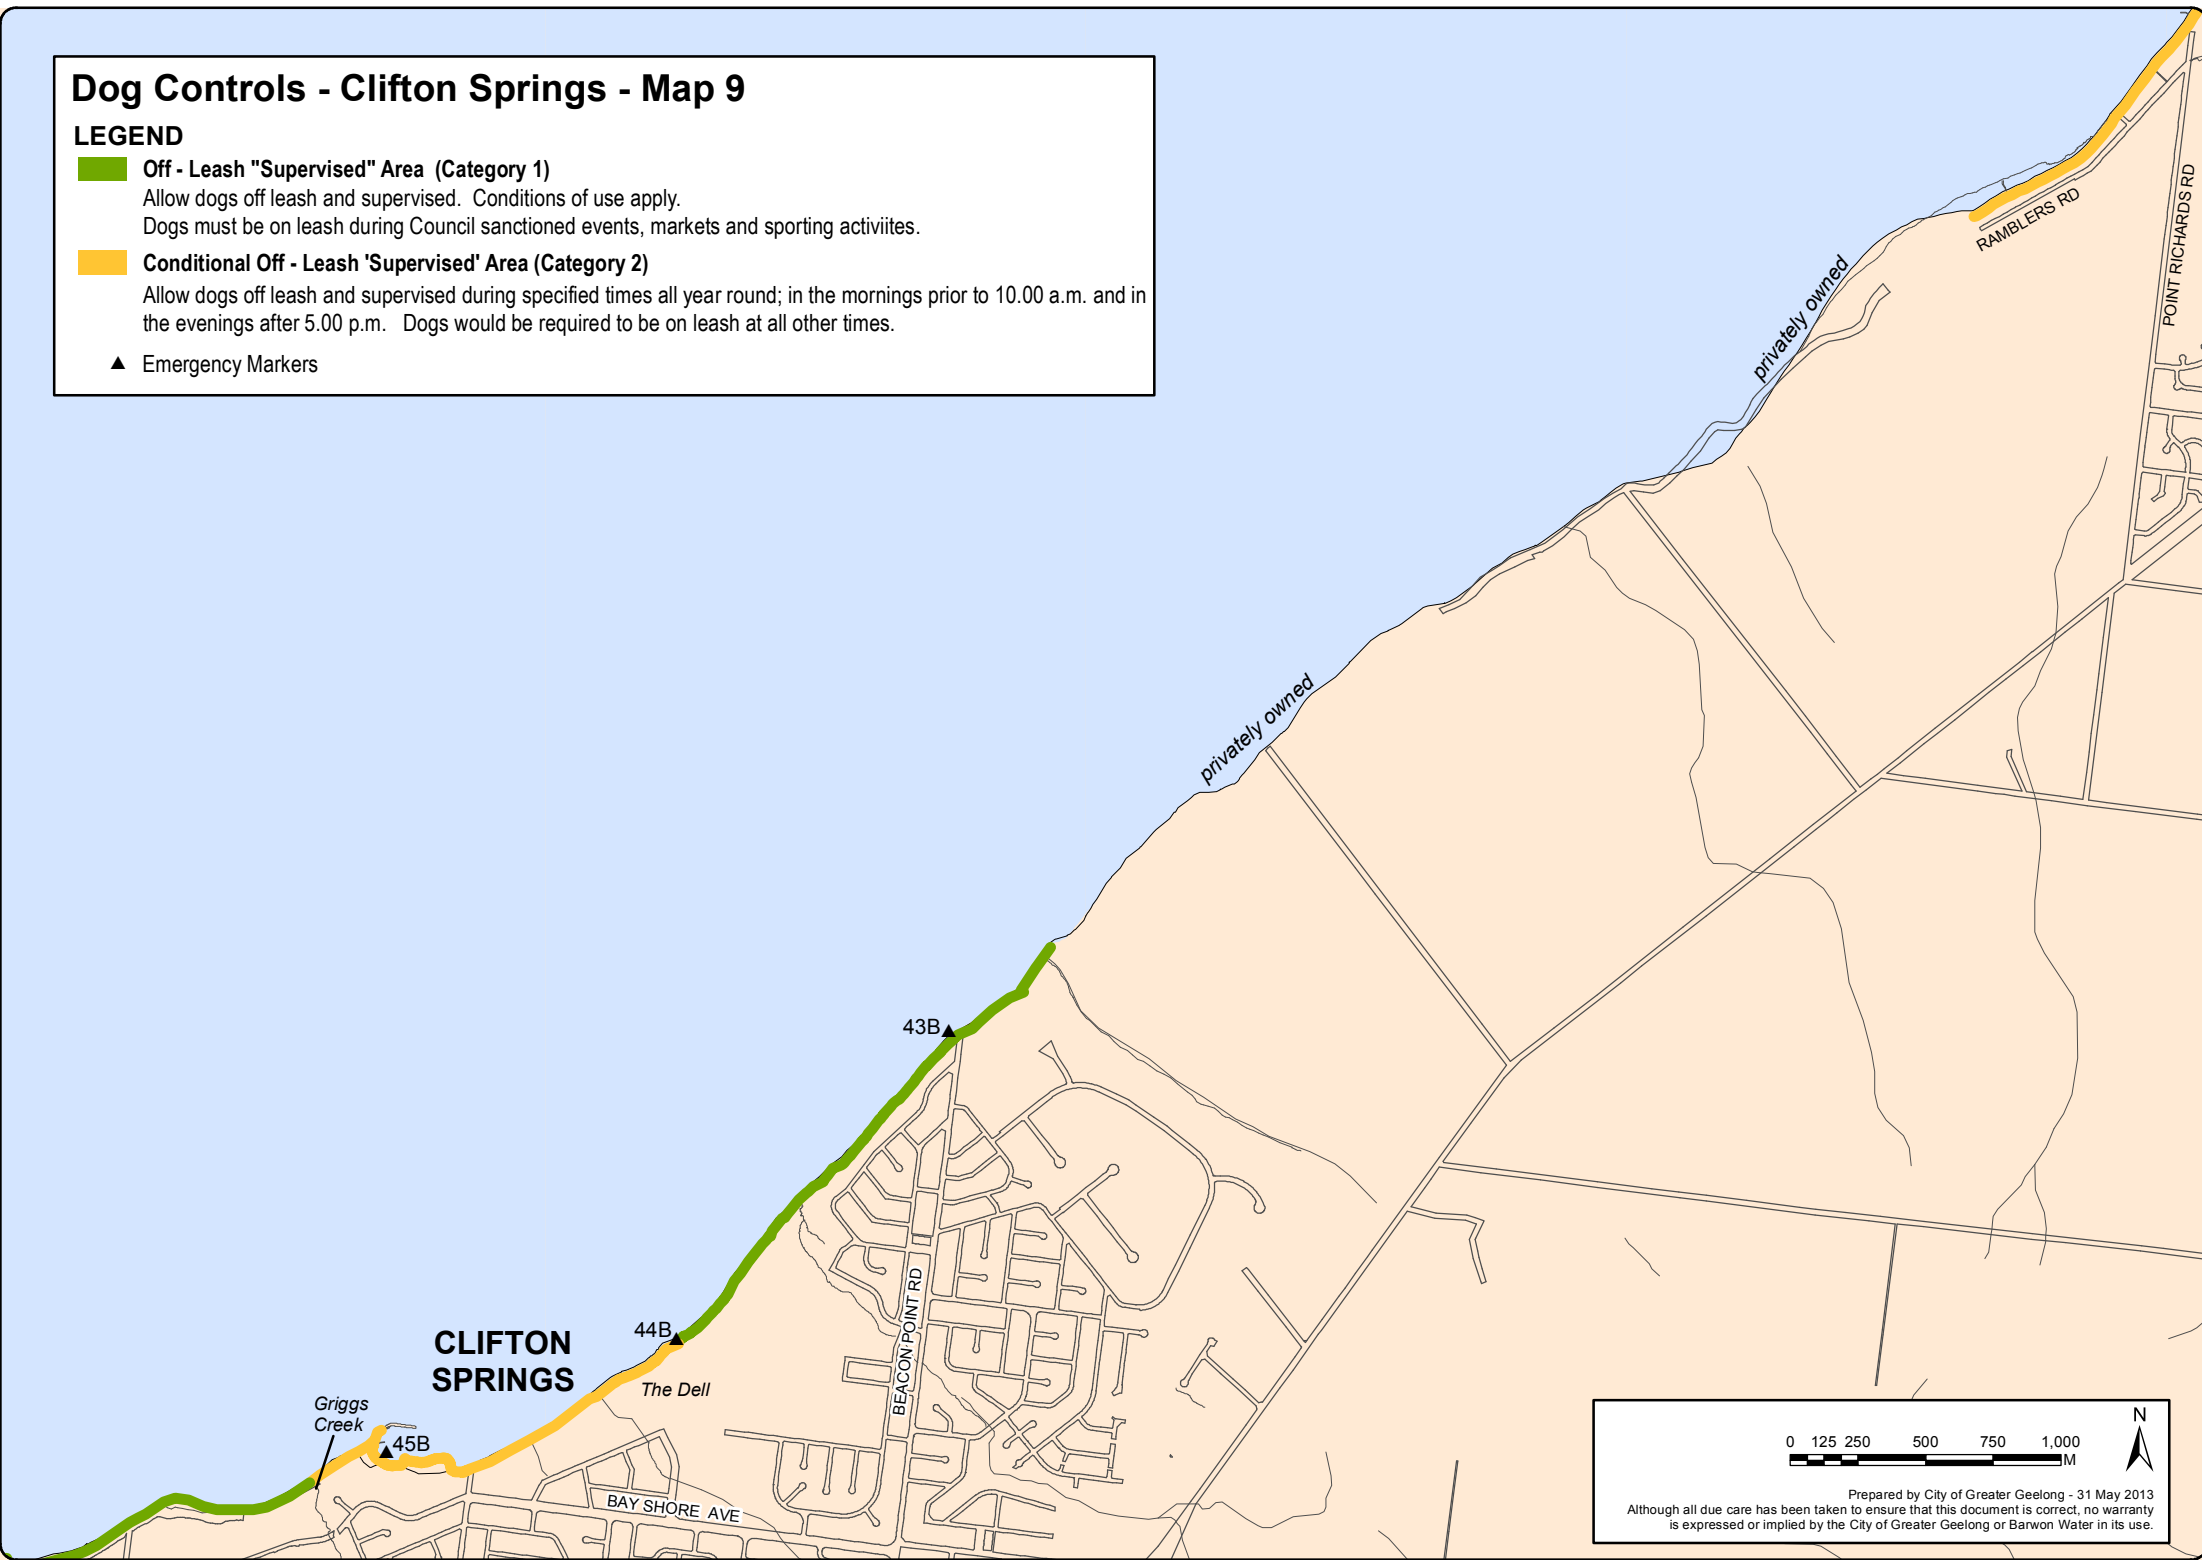 Dog Controls - Clifton Springs - Map 9
LEGEND
Off - Leash "Supervised" Area (Category 1)
Allow dogs off leash and supervised. Conditions of use apply.
Dogs must be on leash during Council sanctioned events, markets and sporting activiites.
Conditional Off - Leash 'Supervised' Area (Category 2)
Allow dogs off leash and supervised during specified times all year round; in the mornings prior to 10.00 a.m. and in
the evenings after 5.00 p.m. Dogs would be required to be on leash at all other times.
Emergency Markers
RAMBLERS RD
POINT RICHARDS RD
privately owned
privately owned
43B
44B
BEACON POINT RD
CLIFTON
SPRINGS
The Dell
Griggs
Creek
45B
BAY SHORE AVE
N
0 125 250 500 750 1,000
M
Prepared by City of Greater Geelong - 31 May 2013
Although all due care has been taken to ensure that this document is correct, no warranty
is expressed or implied by the City of Greater Geelong or Barwon Water in its use.